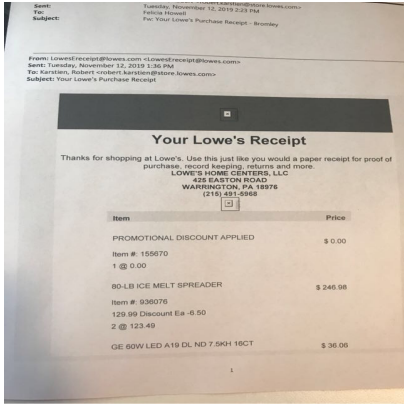 Sent: Tuesday, November 12, 2019 2:23 PM
To: Felicia Howell
Subject: Fw: Your Lowe's Purchase Receipt - Bromley
From: LowesEreceipt@lowes.com <LowesEreceipt@lowes.com>
Sent: Tuesday, November 12, 2019 1:36 PM
To: Karstien, Robert <robert.karstien@store.lowes.com>
Subject: Your Lowe's Purchase Receipt
Your Lowe's Receipt
Thanks for shopping at Lowe's. Use this just like you would a paper receipt for proof of
purchase, record keeping, returns and more.
LOWE'S HOME CENTERS, LLC
425 EASTON ROAD
WARRINGTON, PA 18976
(215) 491-5968
Item Price
PROMOTIONAL DISCOUNT APPLIED $ 0.00
Item #: 155670
1 @ 0.00
80-LB ICE MELT SPREADER $ 246.98
Item #: 936076
129.99 Discount Ea -6.50
2 @ 123.49
GE 60W LED A19 DL ND 7.5KH 16CT $ 36.06
1